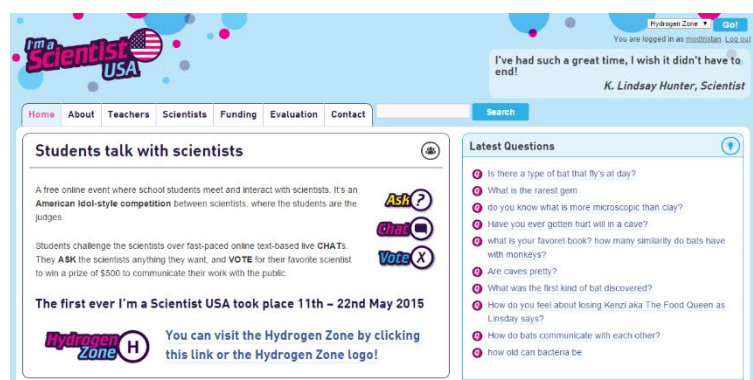 I'm a
Scientist
USA
Hydrogen Zone
Go!
You are logged in as modtristan. Log out
I've had such a great time, I wish it didn't have to
end!
K. Lindsay Hunter, Scientist
Home About Teachers Scientists Funding Evaluation Contact Search
Students talk with scientists
A free online event where school students meet and interact with scientists. It's an
American Idol-style competition between scientists, where the students are the
judges.
Students challenge the scientists over fast-paced online text-based live CHATs.
They ASK the scientists anything they want, and VOTE for their favorite scientist
to win a prize of $500 to communicate their work with the public.
Ask ?
Chat
Vote X
The first ever I'm a Scientist USA took place 11th – 22nd May 2015
Hydrogen
Zone H
You can visit the Hydrogen Zone by clicking
this link or the Hydrogen Zone logo!
Latest Questions
Q Is there a type of bat that fly's at day?
Q What is the rarest gem
Q do you know what is more microscopic than clay?
Q Have you ever gotten hurt will in a cave?
Q what is your favorel book? how many similarity do bats have
with monkeys?
Q Are caves pretty?
Q What was the first kind of bat discovered?
Q How do you feel about losing Kenzi aka The Food Queen as
Linsday says?
Q How do bats communicate with each other?
Q how old can bacteria be